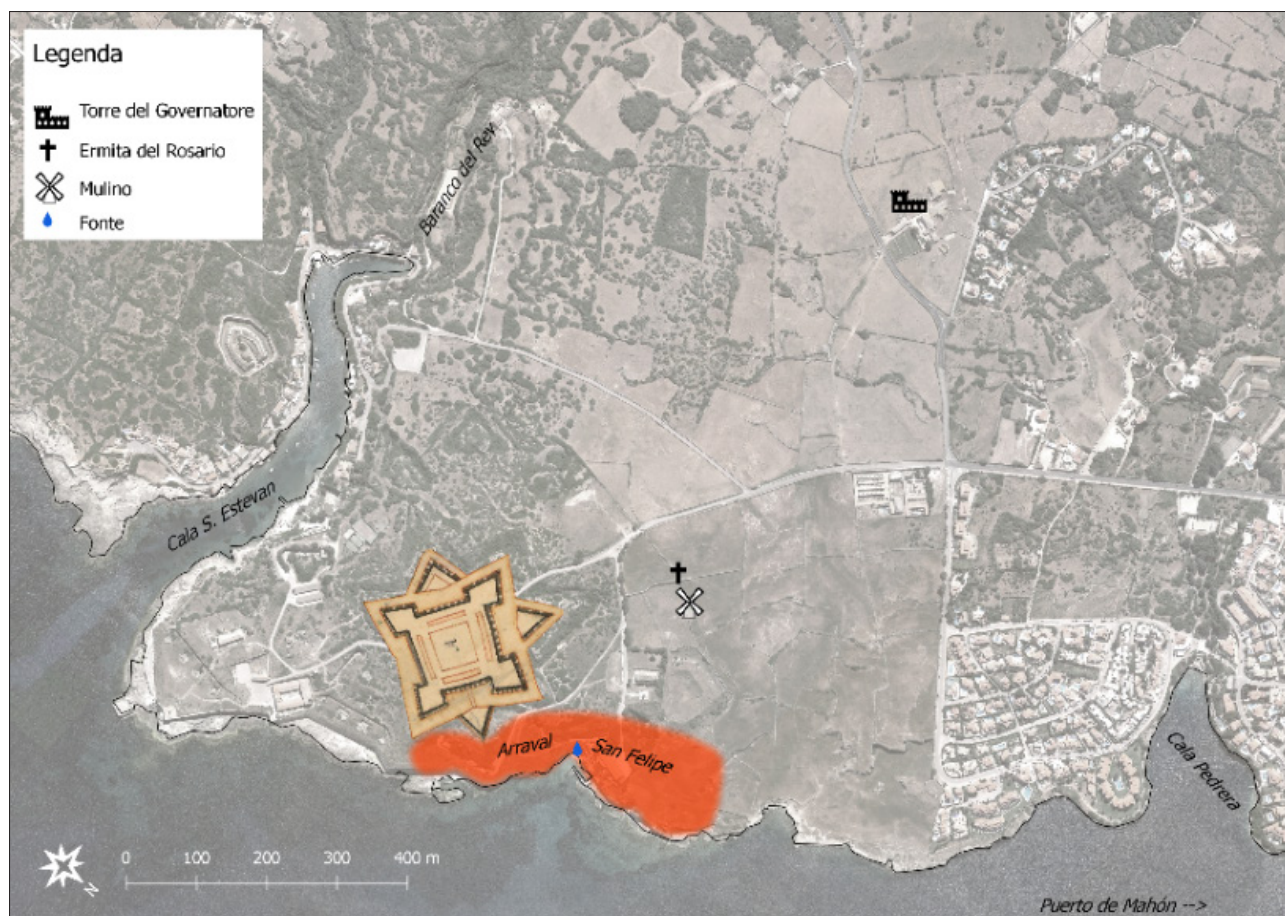 Legenda
Torre del Governatore
Ermita del Rosario
Mulino
Fonte
Baranco del Rey
Cala S. Estevan
Arraval San Felipe
Cala Pedrera
N
0 100 200 300 400 m
Puerto de Mahón -->